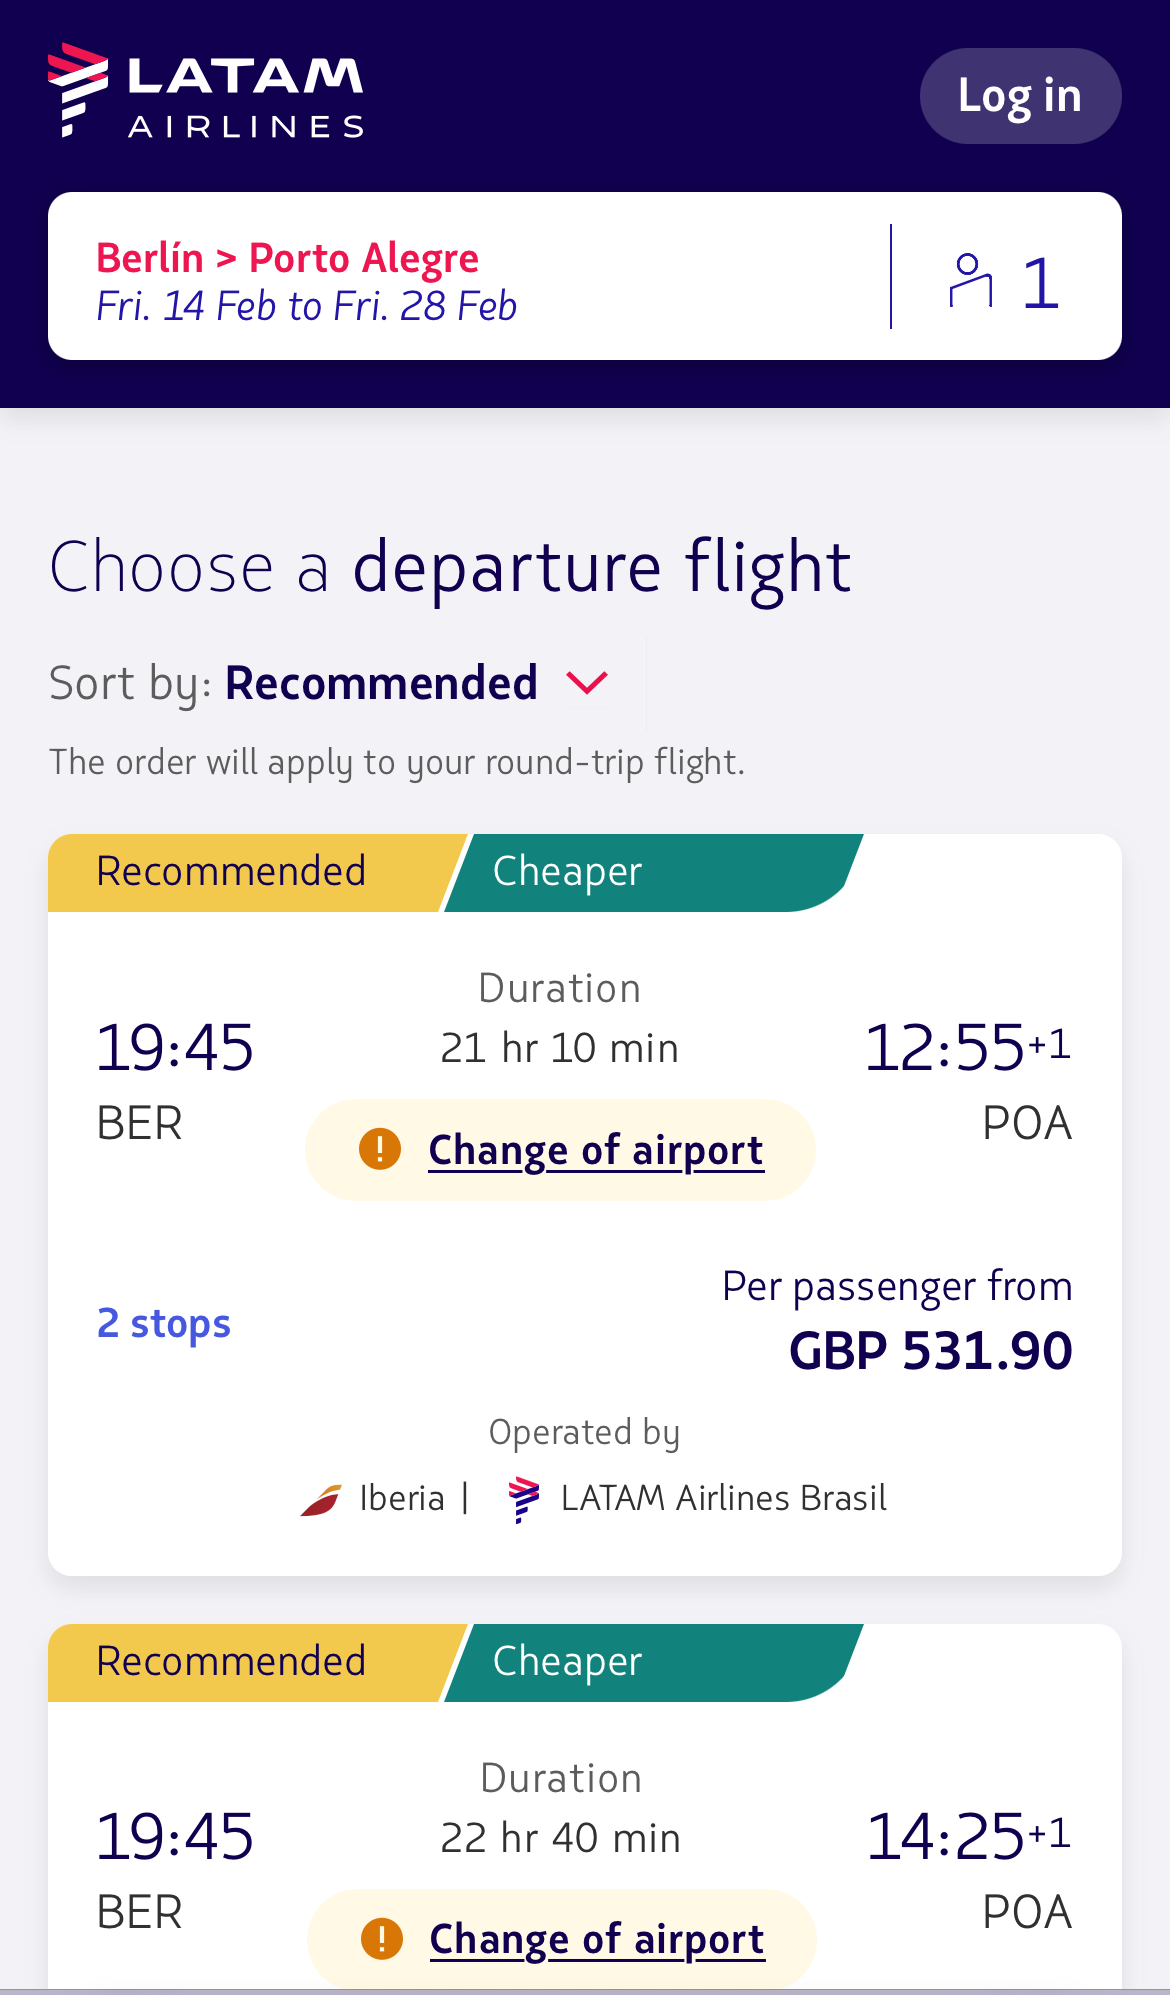 LATAM
AIRLINES
Log in
Berlín > Porto Alegre
Fri. 14 Feb to Fri. 28 Feb
1
Choose a departure flight
Sort by: Recommended
The order will apply to your round-trip flight.
Recommended
Cheaper
Duration
19:45
21 hr 10 min
12:55+1
BER
POA
! Change of airport
Per passenger from
2 stops
GBP 531.90
Operated by
Iberia | LATAM Airlines Brasil
Recommended
Cheaper
Duration
19:45
22 hr 40 min
14:25+1
BER
POA
! Change of airport